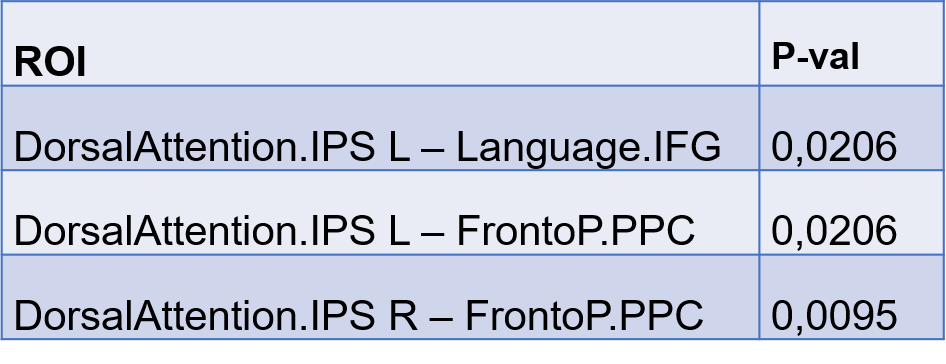 ROI P-val
DorsalAttention.IPS L – Language.IFG 0,0206
DorsalAttention.IPS L – FrontoP.PPC 0,0206
DorsalAttention.IPS R – FrontoP.PPC 0,0095